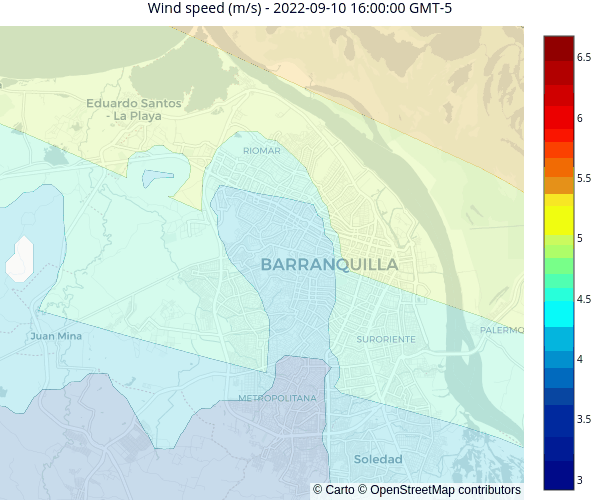 Wind speed (m/s) - 2022-09-10 16:00:00 GMT-5
6.5
6
5.5
5
4.5
4
3.5
3
Eduardo Santos
- La Playa
RIOMAR
BARRANQUILLA
Juan Mina
SURORIENTE
PALERMO
METROPOLITANA
Soledad
© Carto © OpenStreetMap contributors